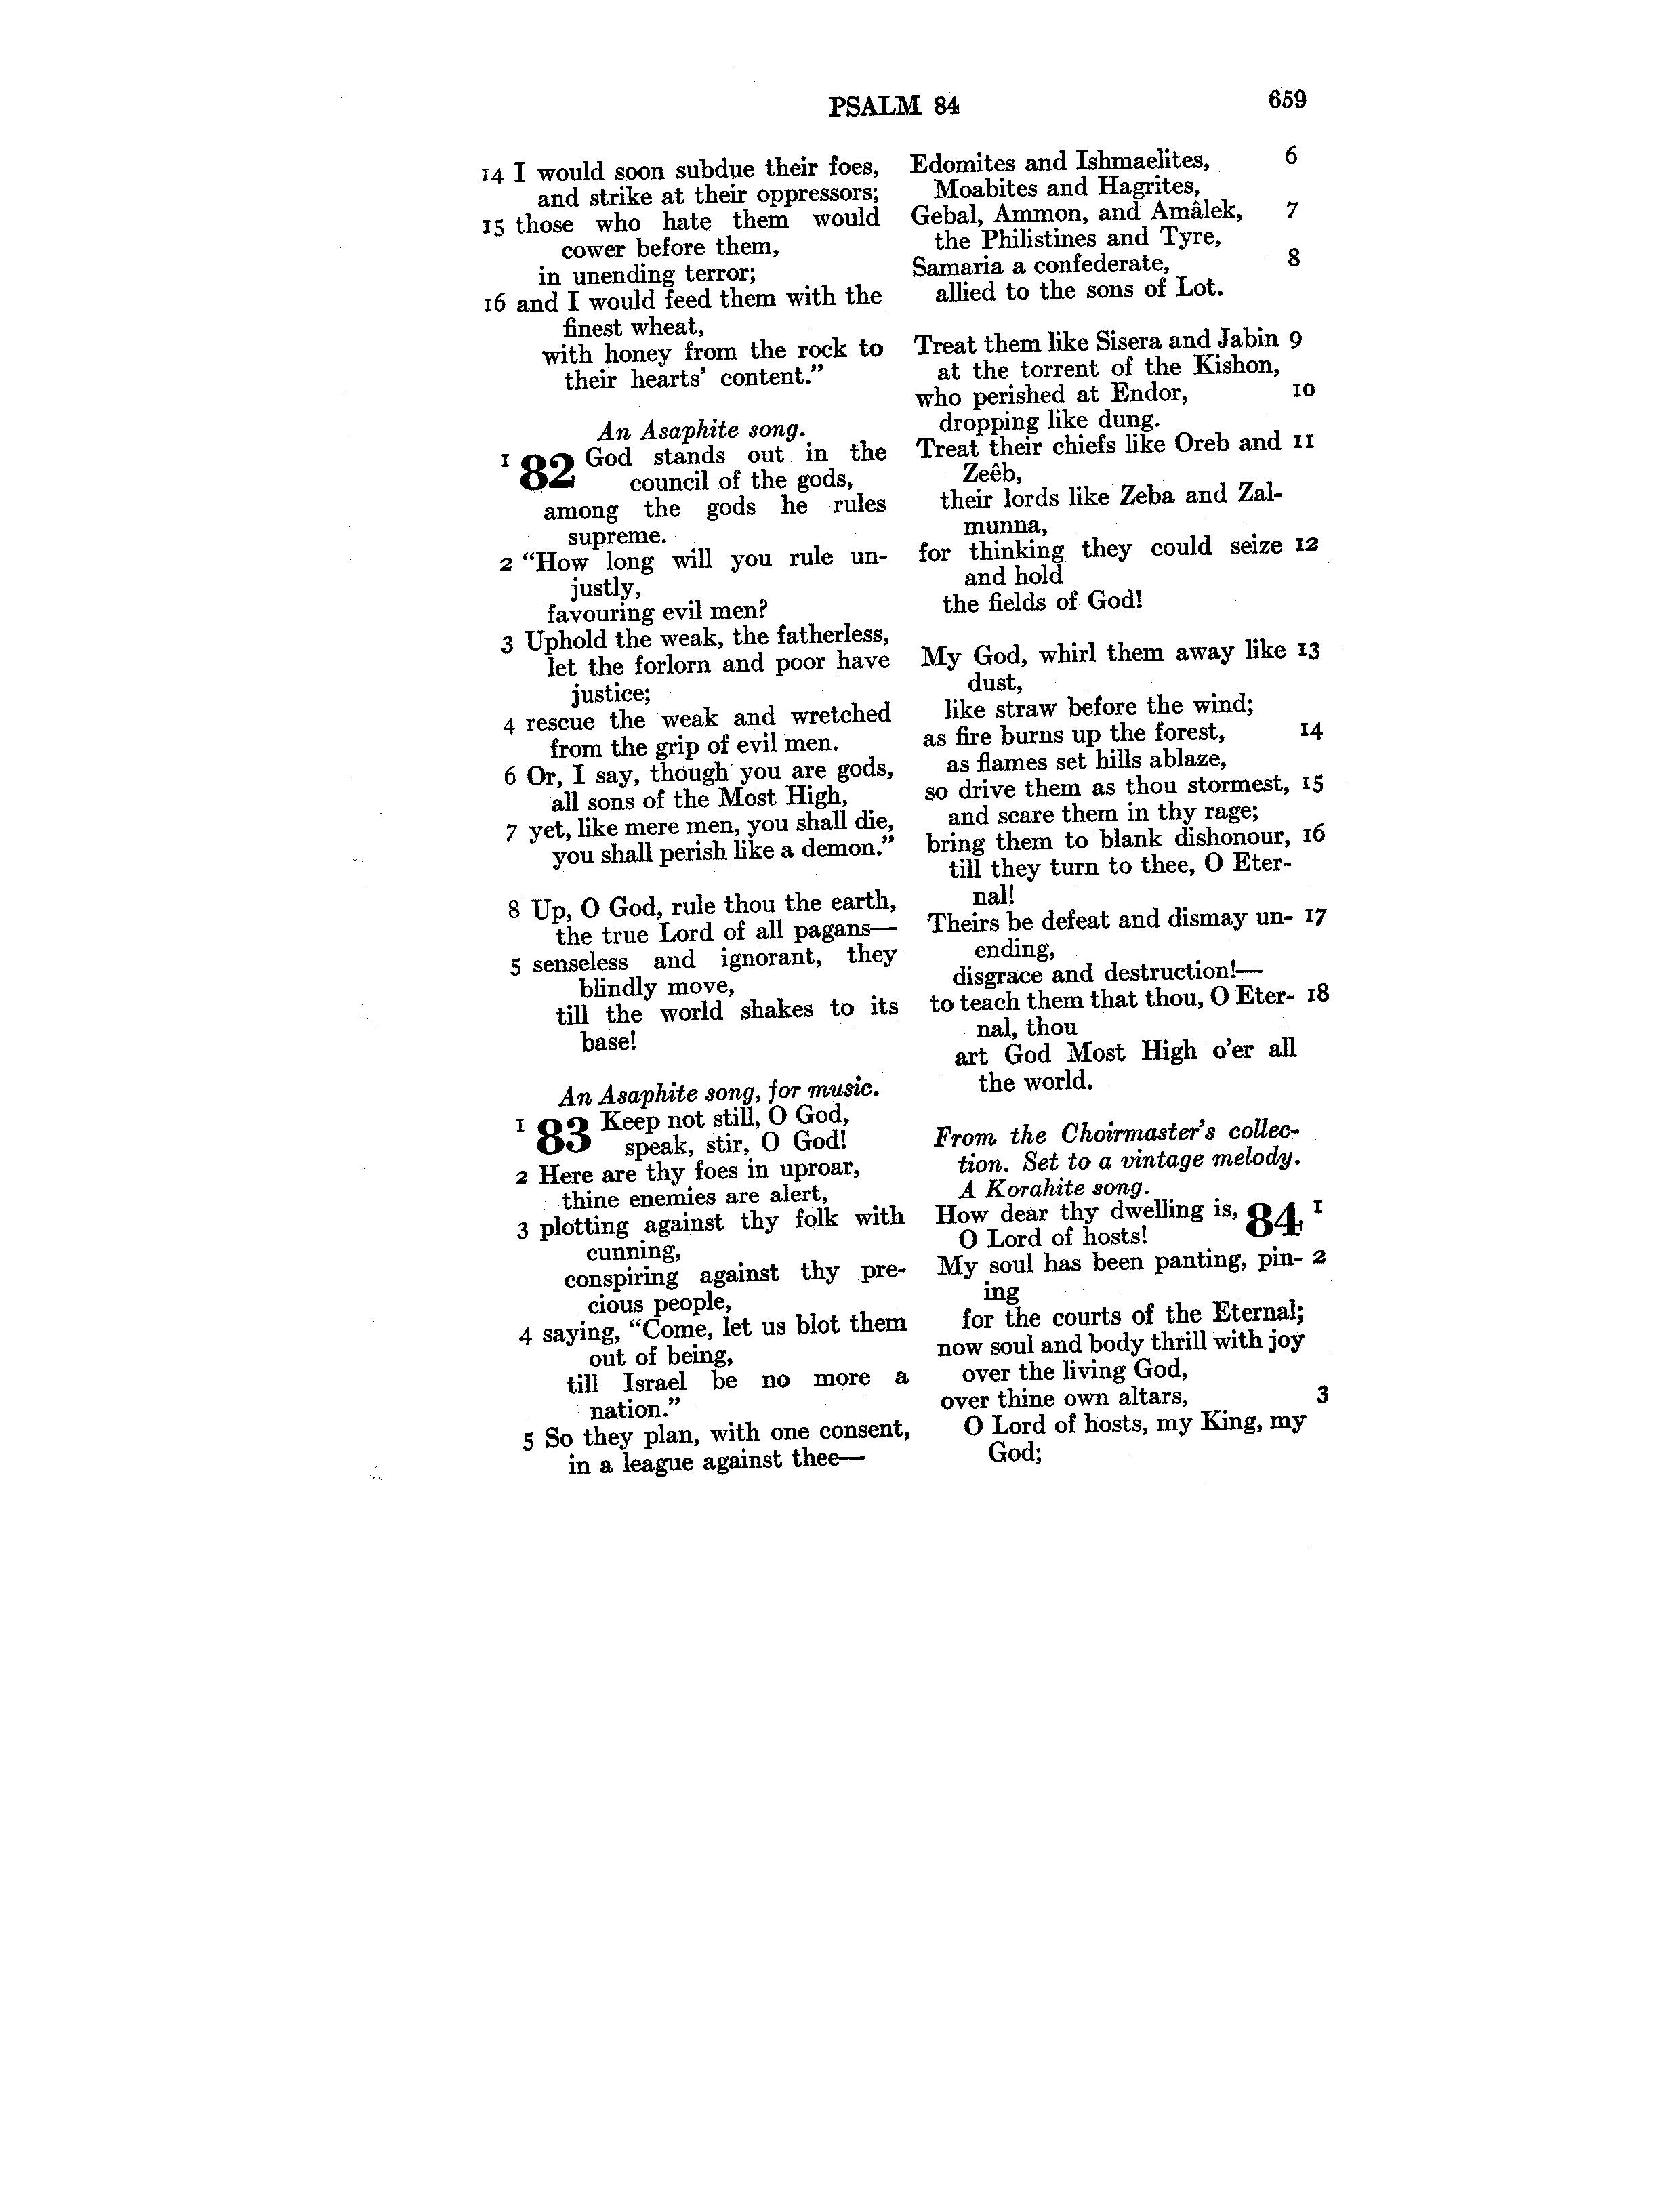 PSALM 84 659
14 I would soon subdue their foes,
and strike at their oppressors;
15 those who hate them would
cower before them,
in unending terror;
16 and I would feed them with the
finest wheat,
with honey from the rock to
their hearts' content.”
An Asaphite song.
1 82 God stands out in the
council of the gods,
among the gods he rules
supreme.
2 “How long will you rule un-
justly,
favouring evil men?
3 Uphold the weak, the fatherless,
let the forlorn and poor have
justice;
4 rescue the weak and wretched
from the grip of evil men.
6 Or, I say, though you are gods,
all sons of the Most High,
7 yet, like mere men, you shall die,
you shall perish like a demon.”
8 Up, O God, rule thou the earth,
the true Lord of all pagans—
5 senseless and ignorant, they
blindly move,
till the world shakes to its
base!
An Asaphite song, for music.
1 83 Keep not still, O God,
speak, stir, O God!
2 Here are thy foes in uproar,
thine enemies are alert,
3 plotting against thy folk with
cunning,
conspiring against thy pre-
cious people,
4 saying, “Come, let us blot them
out of being,
till Israel be no more a
nation.”
5 So they plan, with one consent,
in a league against thee—
Edomites and Ishmaelites, 6
Moabites and Hagrites,
Gebal, Ammon, and Amâlek, 7
the Philistines and Tyre,
Samaria a confederate, 8
allied to the sons of Lot.
Treat them like Sisera and Jabin 9
at the torrent of the Kishon,
who perished at Endor, 10
dropping like dung.
Treat their chiefs like Oreb and 11
Zeêb,
their lords like Zeba and Zal-
munna,
for thinking they could seize 12
and hold
the fields of God!
My God, whirl them away like 13
dust,
like straw before the wind;
as fire burns up the forest, 14
as flames set hills ablaze,
so drive them as thou stormest, 15
and scare them in thy rage;
bring them to blank dishonour, 16
till they turn to thee, O Eter-
nal!
Theirs be defeat and dismay un- 17
ending,
disgrace and destruction!—
to teach them that thou, O Eter- 18
nal, thou
art God Most High o'er all
the world.
From the Choirmaster's collec-
tion. Set to a vintage melody.
A Korahite song.
How dear thy dwelling is, 84 1
O Lord of hosts!
My soul has been panting, pin- 2
ing
for the courts of the Eternal;
now soul and body thrill with joy
over the living God,
over thine own altars, 3
O Lord of hosts, my King, my
God;